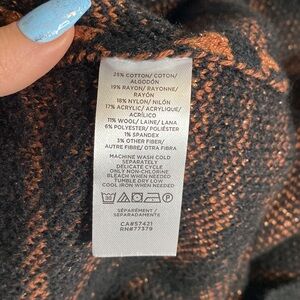 25% COTTON/ COTON/
ALGODÓN
19% RAYON/ RAYONNE/
RAYÓN
18% NYLON/ NILÓN
17% ACRYLIC/ ACRYLIQUE/
ACRÍLICO
11% WOOL/ LAINE/ LANA
6% POLYESTER/ POLIÉSTER
1% SPANDEX
3% OTHER FIBER/
AUTRE FIBRE/ OTRA FIBRA
MACHINE WASH COLD
SEPARATELY
DELICATE CYCLE
ONLY NON-CHLORINE
BLEACH WHEN NEEDED
TUMBLE DRY LOW
COOL IRON WHEN NEEDED
30
P
SÉPARÉMENT /
SEPARADAMENTE
CA#57421
RN#77379